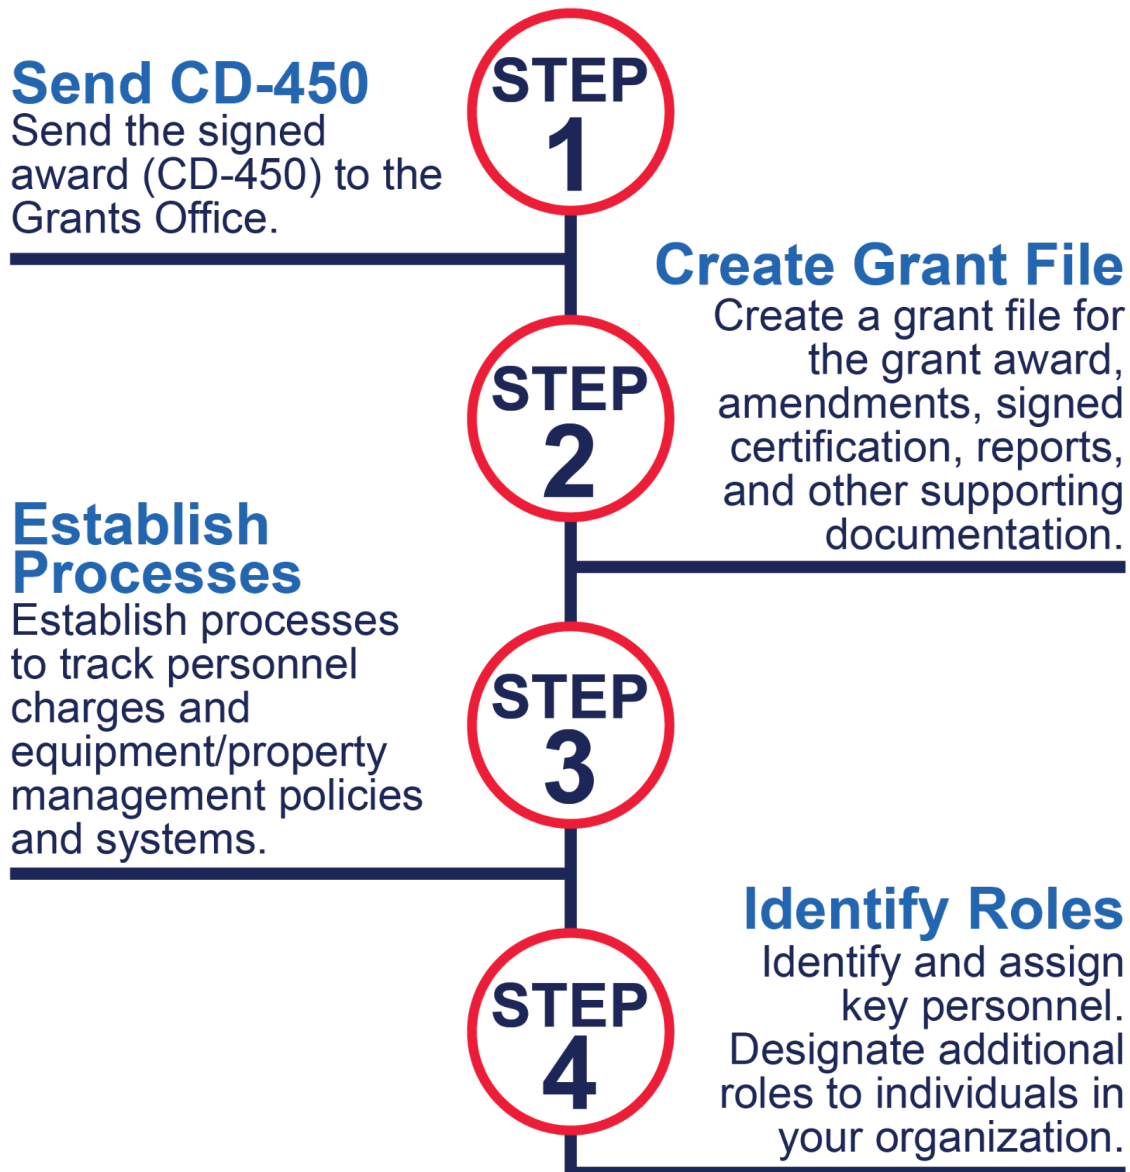 STEP
1
Send CD-450
Send the signed
award (CD-450) to the
Grants Office.
STEP
2
Create Grant File
Create a grant file for
the grant award,
amendments, signed
certification, reports,
and other supporting
documentation.
STEP
3
Establish
Processes
Establish processes
to track personnel
charges and
equipment/property
management policies
and systems.
STEP
4
Identify Roles
Identify and assign
key personnel.
Designate additional
roles to individuals in
your organization.